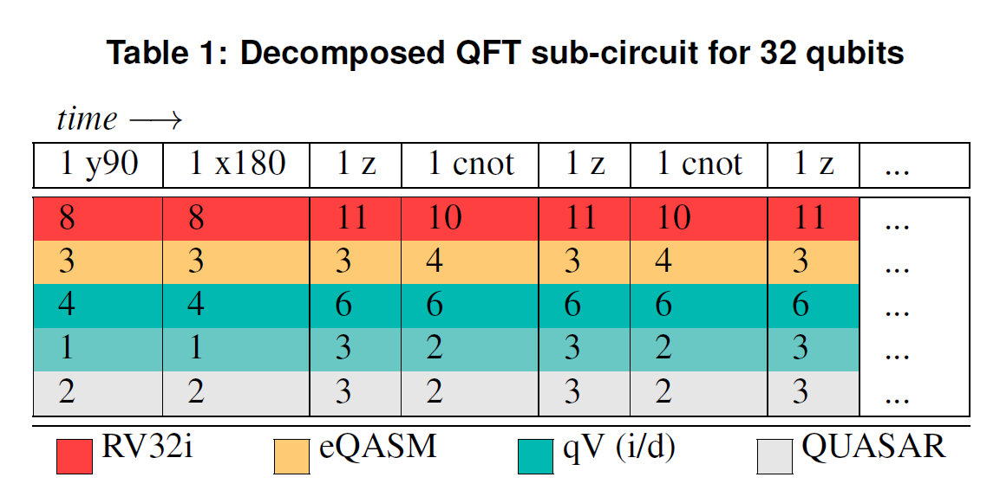 Table 1: Decomposed QFT sub-circuit for 32 qubits
time ⟶
1 y90 1 x180 1 z 1 cnot 1 z 1 cnot 1 z ...
8 8 11 10 11 10 11 ...
3 3 3 4 3 4 3 ...
4 4 6 6 6 6 6 ...
1 1 3 2 3 2 3 ...
2 2 3 2 3 2 3 ...
RV32i eQASM qV (i/d) QUASAR